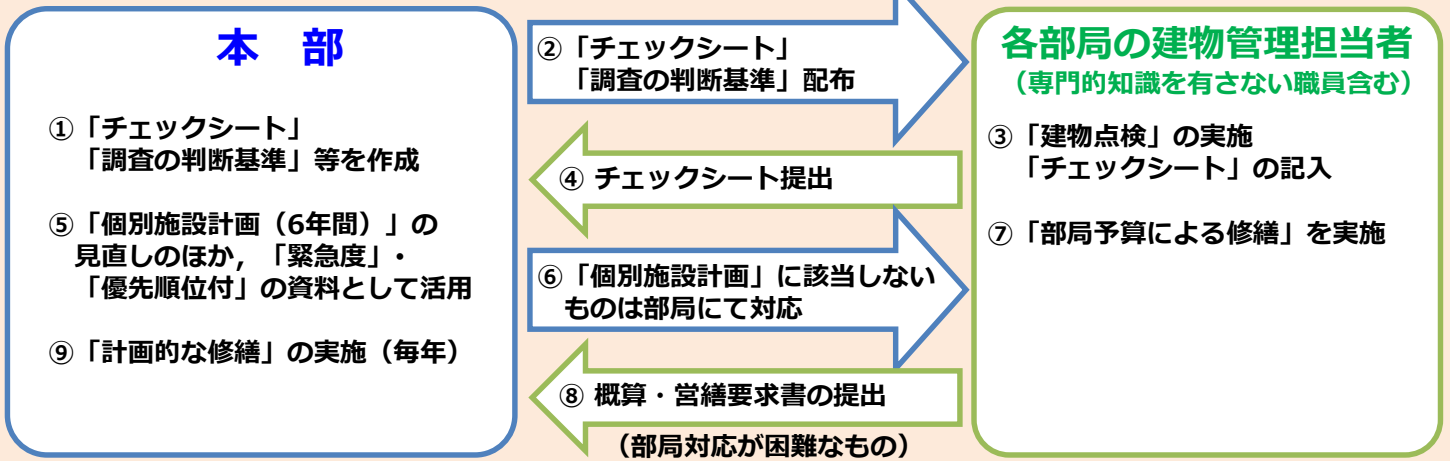 本　部
①「チェックシート」
「調査の判断基準」等を作成
⑤「個別施設計画（6年間）」の
見直しのほか，「緊急度」・
「優先順位付」の資料として活用
⑨「計画的な修繕」の実施（毎年）
②「チェックシート」
「調査の判断基準」配布
④ チェックシート提出
⑥「個別施設計画」に該当しない
ものは部局にて対応
⑧ 概算・営繕要求書の提出
（部局対応が困難なもの）
各部局の建物管理担当者
（専門的知識を有さない職員含む）
③「建物点検」の実施
「チェックシート」の記入
⑦「部局予算による修繕」を実施